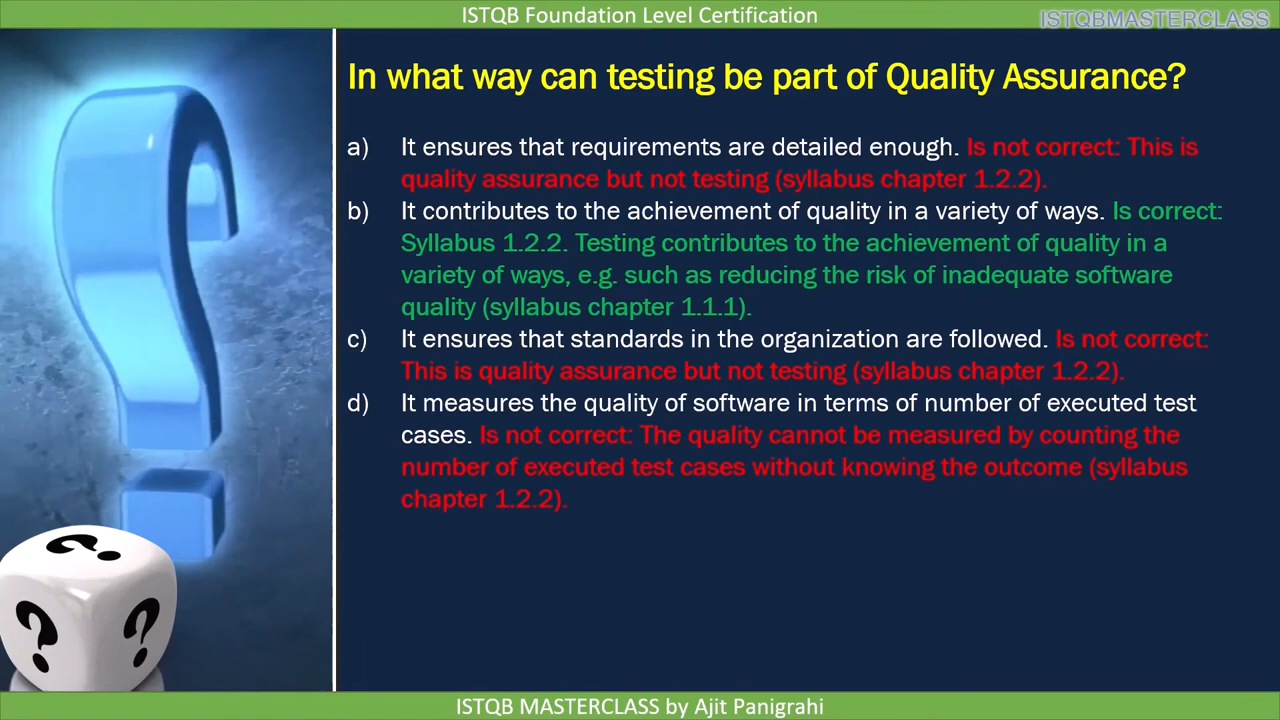 ISTQB Foundation Level Certification
ISTQBMASTERCLASS
In what way can testing be part of Quality Assurance?
a) It ensures that requirements are detailed enough. Is not correct: This is
quality assurance but not testing (syllabus chapter 1.2.2).
b) It contributes to the achievement of quality in a variety of ways. Is correct:
Syllabus 1.2.2. Testing contributes to the achievement of quality in a
variety of ways, e.g. such as reducing the risk of inadequate software
quality (syllabus chapter 1.1.1).
c) It ensures that standards in the organization are followed. Is not correct:
This is quality assurance but not testing (syllabus chapter 1.2.2).
d) It measures the quality of software in terms of number of executed test
cases. Is not correct: The quality cannot be measured by counting the
number of executed test cases without knowing the outcome (syllabus
chapter 1.2.2).
?
? ?
ISTQB MASTERCLASS by Ajit Panigrahi